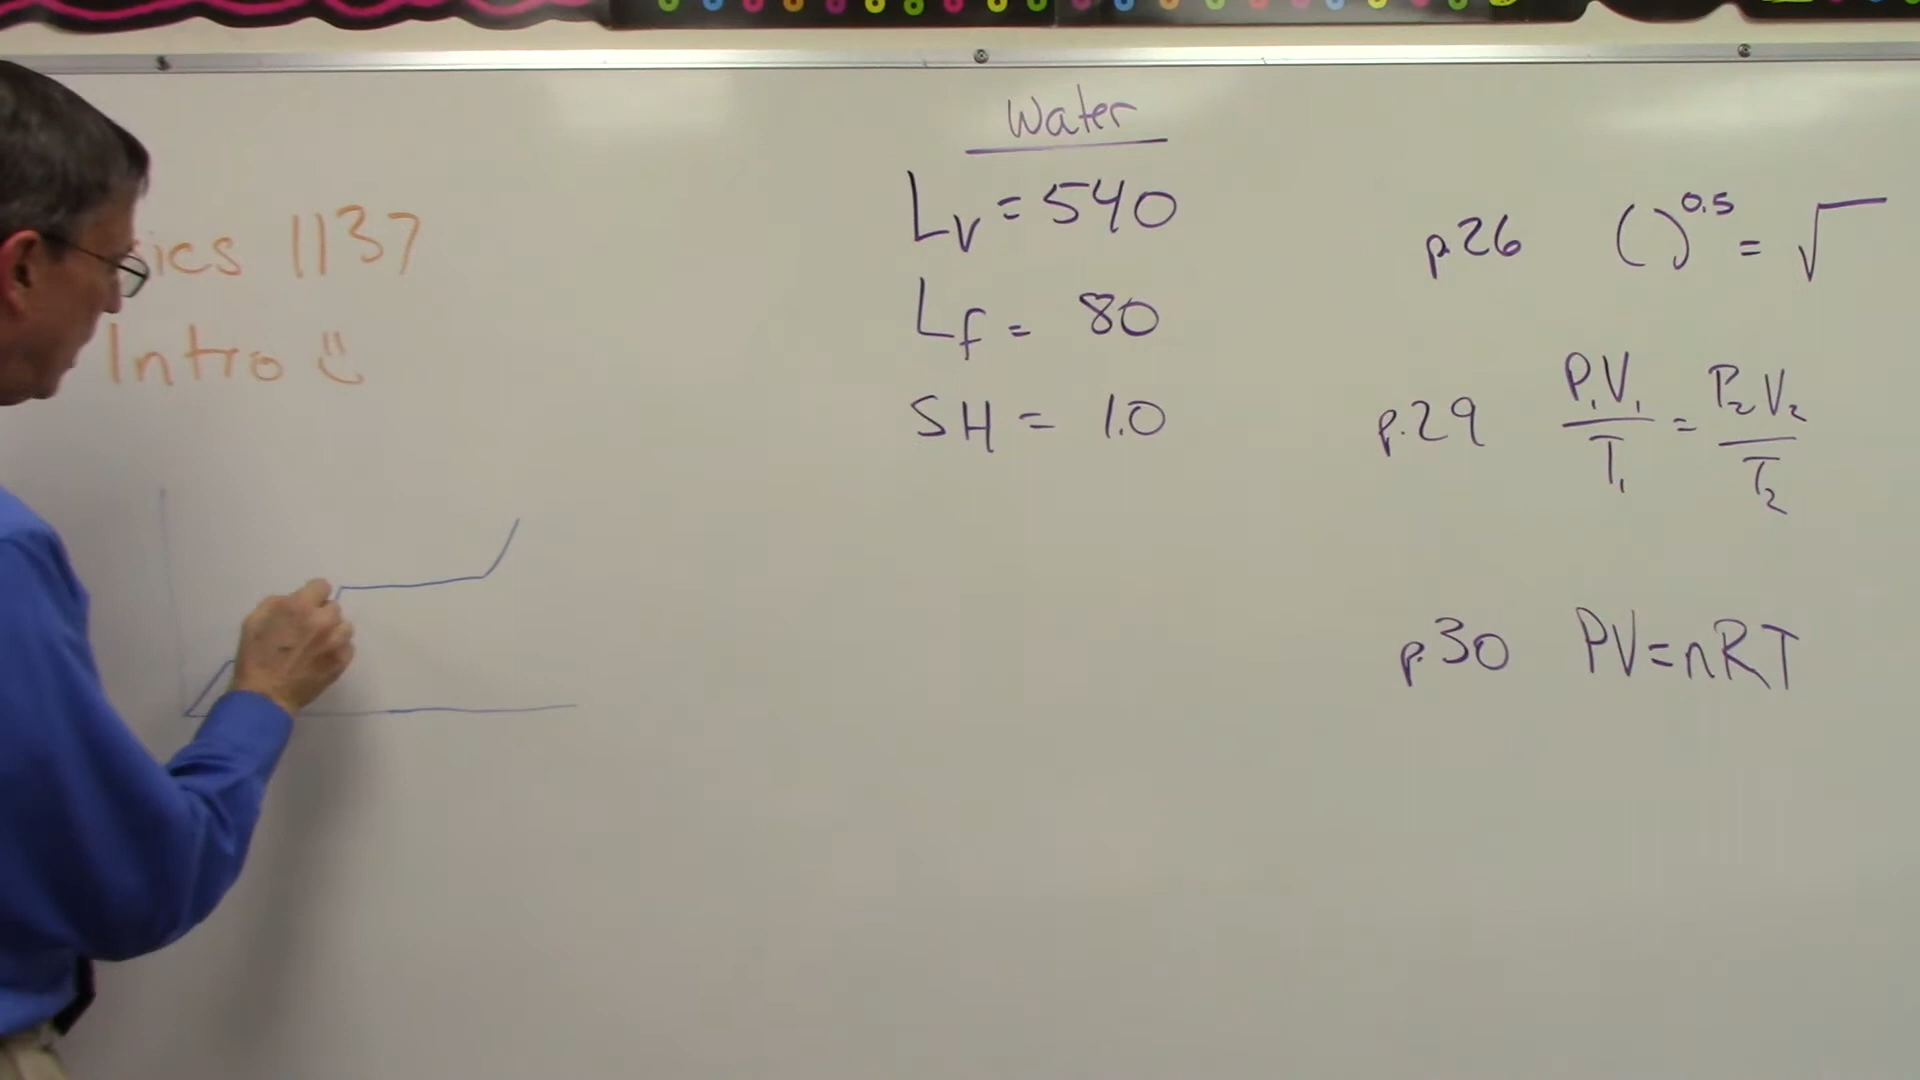 1137
Intro
Water
Lv = 540
Lf = 80
SH = 1.0
p.26 ( )^0.5 = √
p.29 P₁V₁/T₁ = P₂V₂/T₂
p.30 PV=nRT